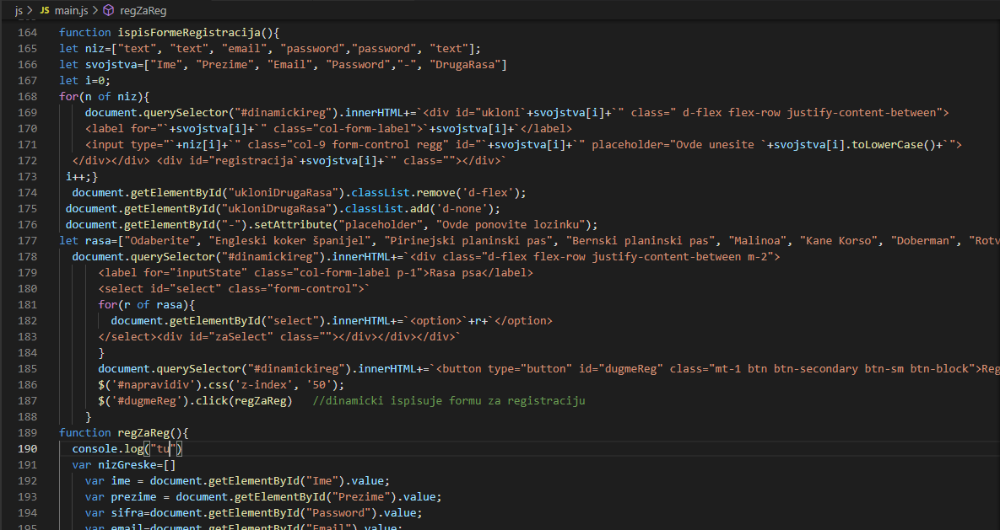 js > JS main.js > regZaReg
164 function ispisFormeRegistracija(){
165 let niz=["text", "text", "email", "password","password", "text"];
166 let svojstva=["Ime", "Prezime", "Email", "Password","-", "DrugaRasa"]
167 let i=0;
168 for(n of niz){
169 document.querySelector("#dinamickireg").innerHTML+=`<div id="ukloni`+svojstva[i]+`" class=" d-flex flex-row justify-content-between">
170 <label for="`+svojstva[i]+`" class="col-form-label">`+svojstva[i]+`</label>
171 <input type="`+niz[i]+`" class="col-9 form-control regg" id="`+svojstva[i]+`" placeholder="Ovde unesite `+svojstva[i].toLowerCase()+`">
172 </div></div> <div id="registracija`+svojstva[i]+`" class=""></div>`
173 i++;}
174 document.getElementById("ukloniDrugaRasa").classList.remove('d-flex');
175 document.getElementById("ukloniDrugaRasa").classList.add('d-none');
176 document.getElementById("-").setAttribute("placeholder", "Ovde ponovite lozinku");
177 let rasa=["Odaberite", "Engleski koker španijel", "Pirinejski planinski pas", "Bernski planinski pas", "Malinoa", "Kane Korso", "Doberman", "Rotv
178 document.querySelector("#dinamickireg").innerHTML+=`<div class="d-flex flex-row justify-content-between m-2">
179 <label for="inputState" class="col-form-label p-1">Rasa psa</label>
180 <select id="select" class="form-control">`
181 for(r of rasa){
182 document.getElementById("select").innerHTML+=`<option>`+r+`</option>
183 </select><div id="zaSelect" class=""></div></div></div>`
184 }
185 document.querySelector("#dinamickireg").innerHTML+=`<button type="button" id="dugmeReg" class="mt-1 btn btn-secondary btn-sm btn-block">Reg
186 $('#napravidiv').css('z-index', '50');
187 $('#dugmeReg').click(regZaReg) //dinamicki ispisuje formu za registraciju
188 }
189 function regZaReg(){
190 console.log("tu")
191 var nizGreske=[]
192 var ime = document.getElementById("Ime").value;
193 var prezime = document.getElementById("Prezime").value;
194 var sifra=document.getElementById("Password").value;
195 var email=document.getElementById("Email").value;